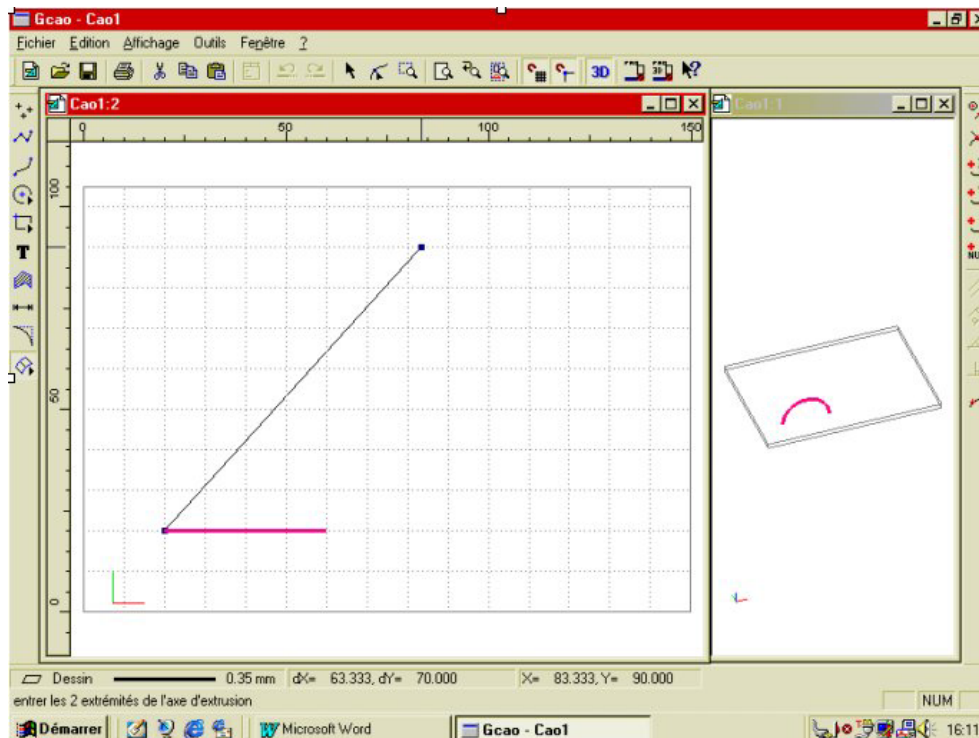 Gcao - Cao1
Fichier Edition Affichage Outils Fenêtre ?
3D
Cao1:2
Cao1:1
0 50 100 150
100
50
0
T
NU
Dessin 0.35 mm dX= 63.333, dY= 70.000 X= 83.333, Y= 90.000
entrer les 2 extrémités de l'axe d'extrusion
NUM
Démarrer Microsoft Word Gcao - Cao1 16:11